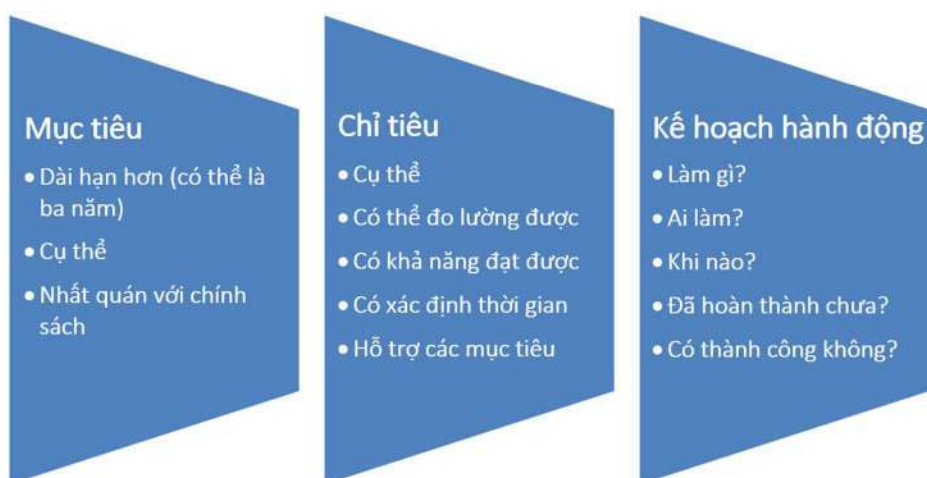 Mục tiêu
• Dài hạn hơn (có thể là
ba năm)
• Cụ thể
• Nhất quán với chính
sách
Chỉ tiêu
• Cụ thể
• Có thể đo lường được
• Có khả năng đạt được
• Có xác định thời gian
• Hỗ trợ các mục tiêu
Kế hoạch hành động
• Làm gì?
• Ai làm?
• Khi nào?
• Đã hoàn thành chưa?
• Có thành công không?